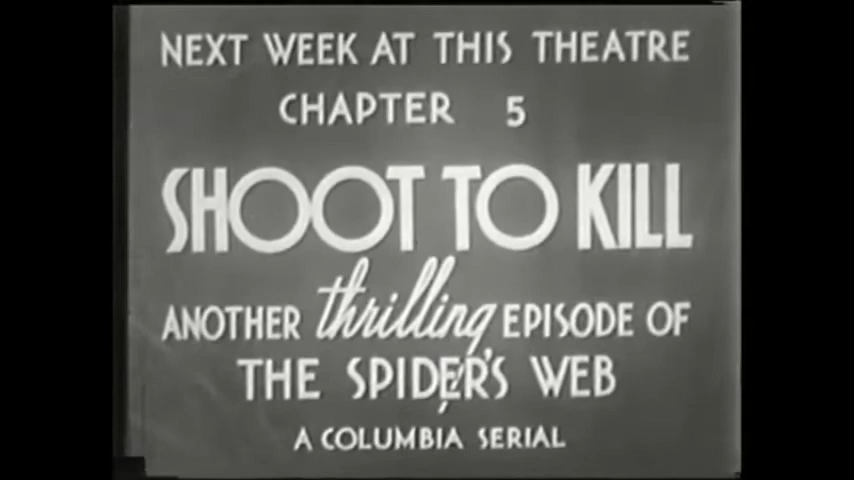 NEXT WEEK AT THIS THEATRE
CHAPTER 5
SHOOT TO KILL
ANOTHER thrilling EPISODE OF
THE SPIDER'S WEB
A COLUMBIA SERIAL